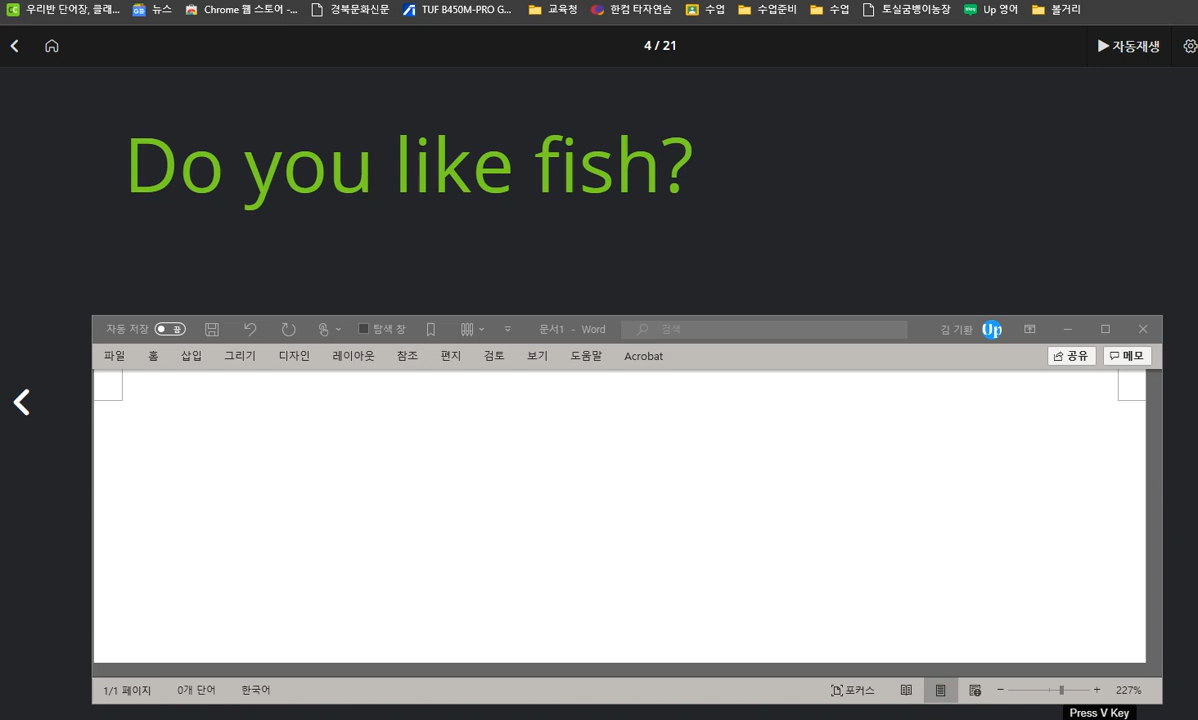 우리반 단어장, 클래... 뉴스 Chrome 웹 스토어 -... 경북문화신문 TUF B450M-PRO G... 교육청 한컴 타자연습 수업 수업준비 수업 토실굼벵이농장 Up 영어 볼거리
4 / 21 ▶자동재생
Do you like fish?
자동 저장 끔 탐색 창 문서1 - Word 검색 김 기환 Up
파일 홈 삽입 그리기 디자인 레이아웃 참조 편지 검토 보기 도움말 Acrobat 공유 메모
1/1 페이지 0개 단어 한국어 포커스 − + 227%
Press V Key